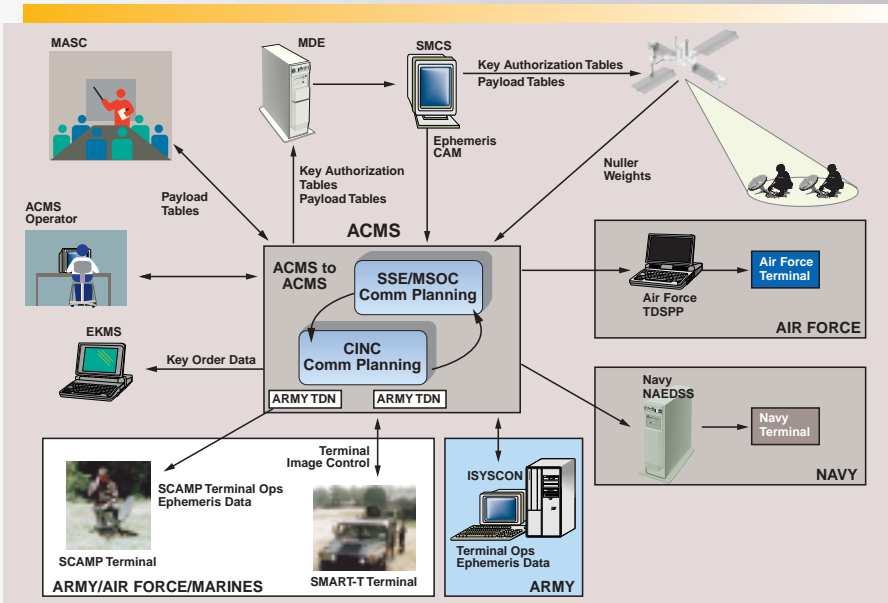 MASC
MDE
SMCS
Key Authorization Tables
Payload Tables
Ephemeris
CAM
Nuller
Weights
Key Authorization
Tables
Payload Tables
Payload
Tables
ACMS
Operator
ACMS
ACMS to
ACMS
SSE/MSOC
Comm Planning
CINC
Comm Planning
ARMY TDN
ARMY TDN
Air Force
TDSPP
Air Force
Terminal
AIR FORCE
EKMS
Key Order Data
Navy
NAEDSS
Navy
Terminal
NAVY
Terminal
Image Control
SCAMP Terminal Ops
Ephemeris Data
SCAMP Terminal
SMART-T Terminal
ARMY/AIR FORCE/MARINES
ISYSCON
Terminal Ops
Ephemeris Data
ARMY